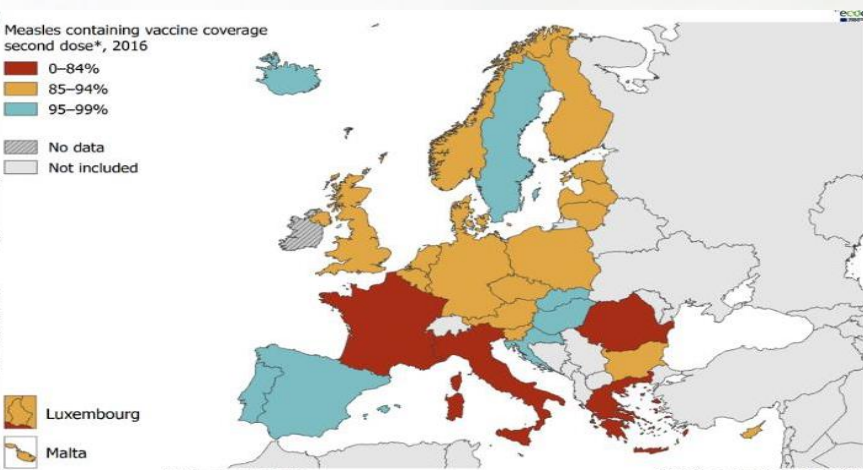 Measles containing vaccine coverage
second dose*, 2016
0–84%
85–94%
95–99%
No data
Not included
Luxembourg
Malta